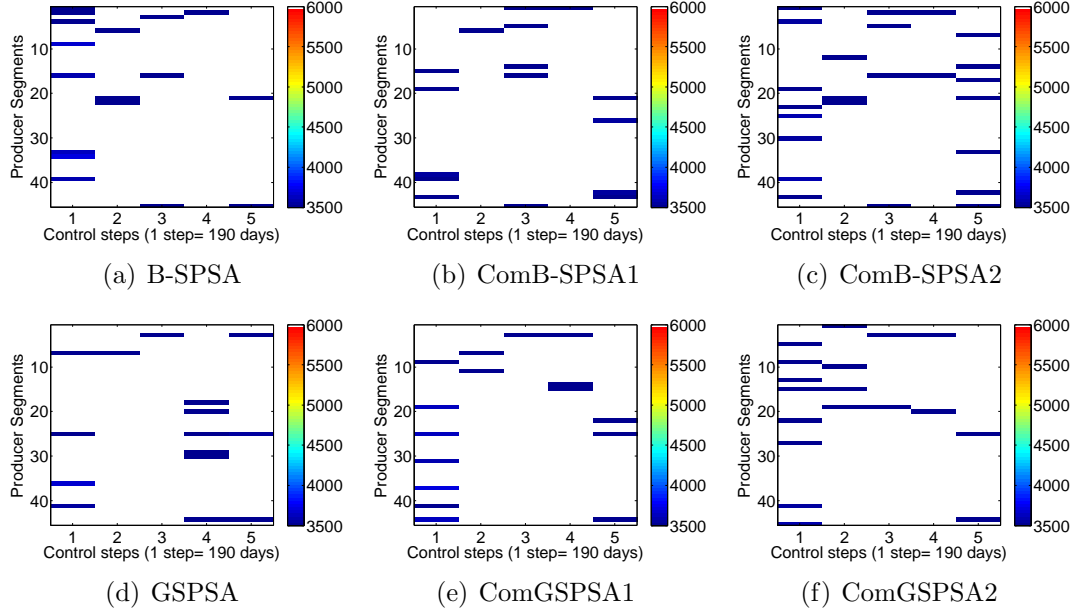 6000
5500
5000
4500
4000
3500
10
20
30
40
Producer Segments
1 2 3 4 5
Control steps (1 step= 190 days)
(a) B-SPSA
6000
5500
5000
4500
4000
3500
10
20
30
40
Producer Segments
1 2 3 4 5
Control steps (1 step= 190 days)
(b) ComB-SPSA1
6000
5500
5000
4500
4000
3500
10
20
30
40
Producer Segments
1 2 3 4 5
Control steps (1 step= 190 days)
(c) ComB-SPSA2
6000
5500
5000
4500
4000
3500
10
20
30
40
Producer Segments
1 2 3 4 5
Control steps (1 step= 190 days)
(d) GSPSA
6000
5500
5000
4500
4000
3500
10
20
30
40
Producer Segments
1 2 3 4 5
Control steps (1 step= 190 days)
(e) ComGSPSA1
6000
5500
5000
4500
4000
3500
10
20
30
40
Producer Segments
1 2 3 4 5
Control steps (1 step= 190 days)
(f) ComGSPSA2